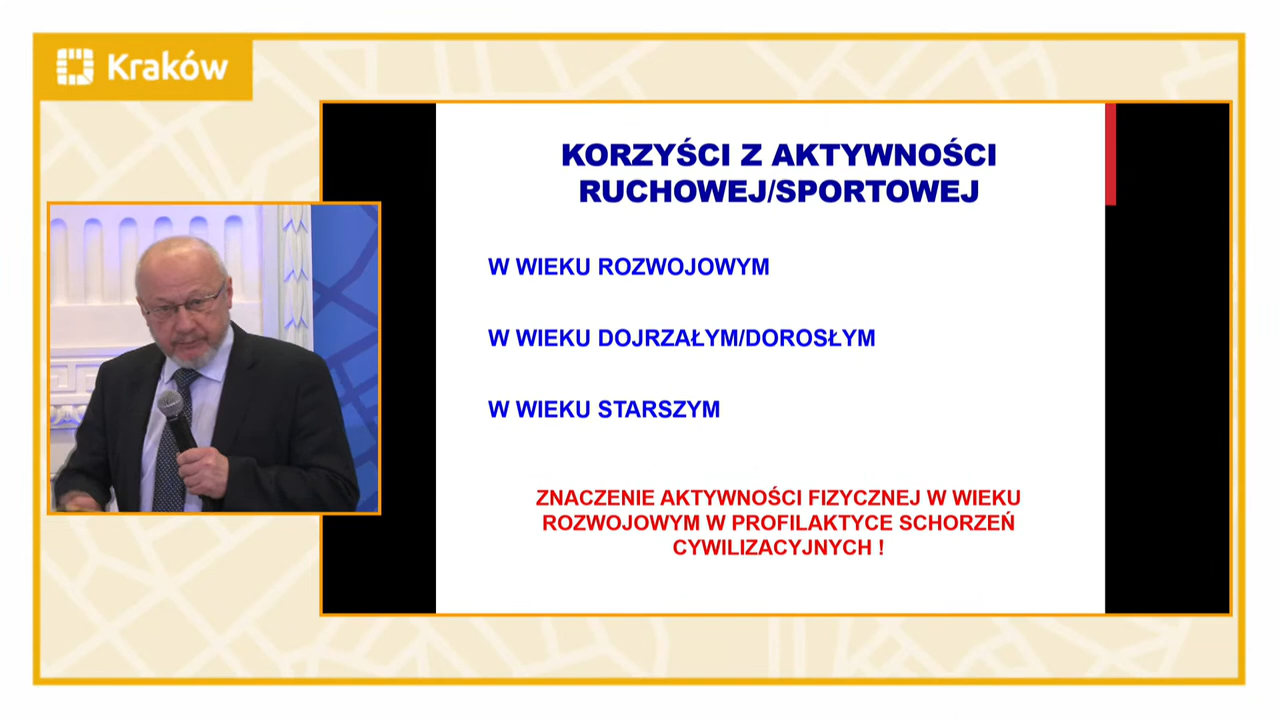 Kraków
KORZYŚCI Z AKTYWNOŚCI
RUCHOWEJ/SPORTOWEJ
W WIEKU ROZWOJOWYM
W WIEKU DOJRZAŁYM/DOROSŁYM
W WIEKU STARSZYM
ZNACZENIE AKTYWNOŚCI FIZYCZNEJ W WIEKU
ROZWOJOWYM W PROFILAKTYCE SCHORZEŃ
CYWILIZACYJNYCH !